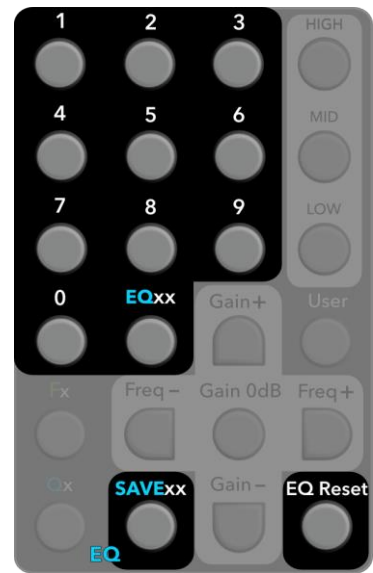 1 2 3 HIGH
4 5 6 MID
7 8 9 LOW
0 EQxx Gain+ User
Fx Freq- Gain 0dB Freq+
Qx SAVExx Gain- EQ Reset
EQ